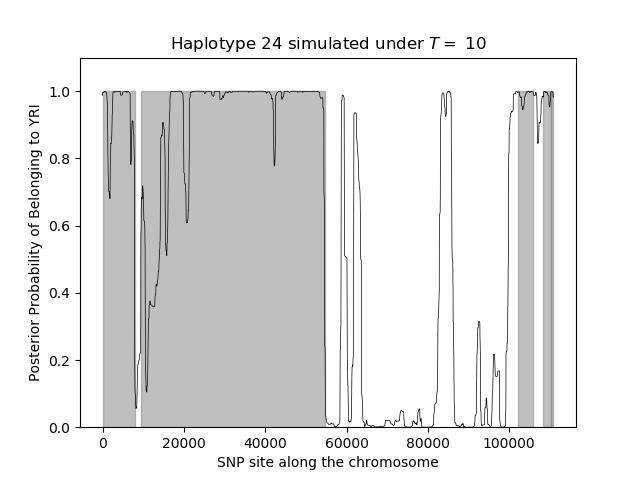 Haplotype 24 simulated under T = 10
Posterior Probability of Belonging to YRI
1.0
0.8
0.6
0.4
0.2
0.0
0 20000 40000 60000 80000 100000
SNP site along the chromosome